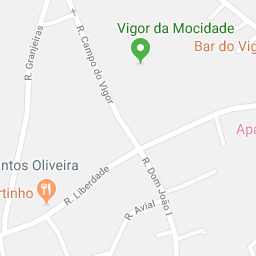 Vigor da Mocidade
Bar do Vig
R. Granjeiras
R. Campo do Vigor
Apa
ntos Oliveira
rtinho
R. Liberdade
R. Dom João I
R. Avial